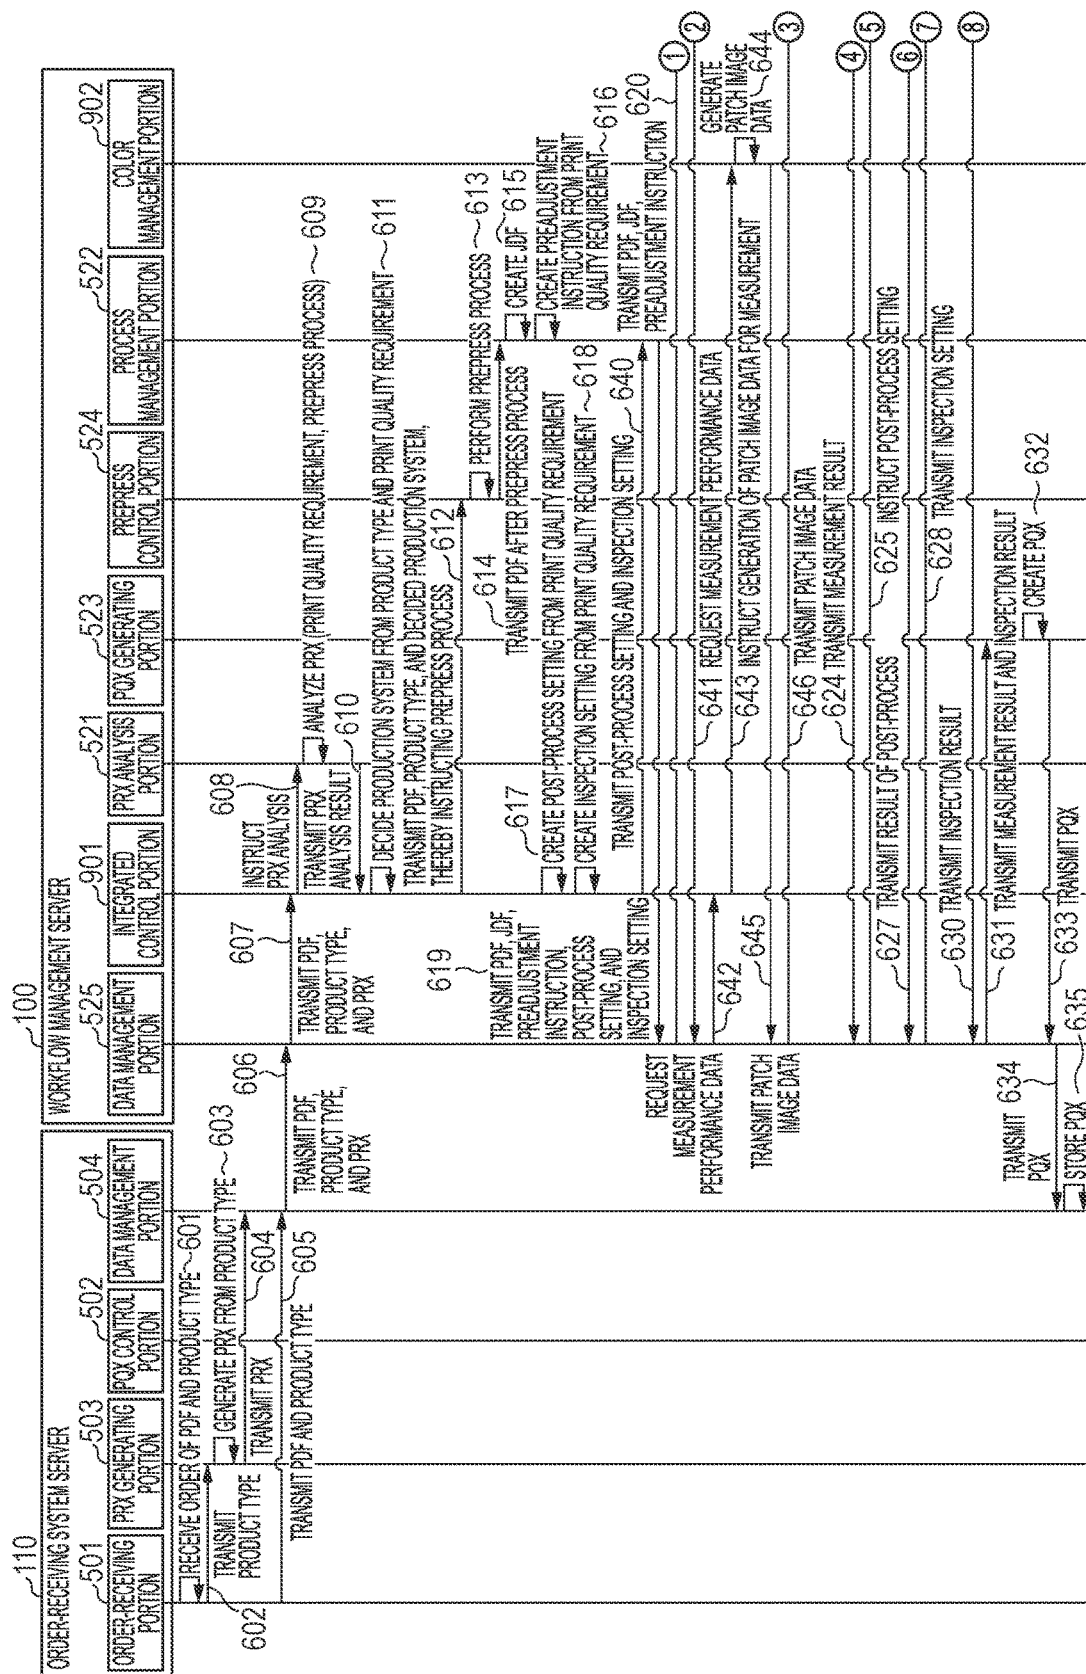 110
ORDER-RECEIVING SYSTEM SERVER
501
ORDER-RECEIVING
PORTION
503
PRX GENERATING
PORTION
502
PQX CONTROL
PORTION
504
DATA MANAGEMENT
PORTION
100
WORKFLOW MANAGEMENT SERVER
525
DATA MANAGEMENT
PORTION
901
INTEGRATED
CONTROL PORTION
521
PRX ANALYSIS
PORTION
523
PQX GENERATING
PORTION
524
PREPRESS
CONTROL PORTION
522
PROCESS
MANAGEMENT PORTION
902
COLOR
MANAGEMENT PORTION
RECEIVE ORDER OF PDF AND PRODUCT TYPE 601
602
TRANSMIT
PRODUCT TYPE
GENERATE PRX FROM PRODUCT TYPE 603
TRANSMIT PRX
604
TRANSMIT PDF AND PRODUCT TYPE
605
606
TRANSMIT PDF,
PRODUCT TYPE,
AND PRX
607
TRANSMIT PDF,
PRODUCT TYPE,
AND PRX
INSTRUCT
PRX ANALYSIS
608
ANALYZE PRX (PRINT QUALITY REQUIREMENT, PREPRESS PROCESS) 609
TRANSMIT PRX
ANALYSIS RESULT
610
DECIDE PRODUCTION SYSTEM FROM PRODUCT TYPE AND PRINT QUALITY REQUIREMENT 611
TRANSMIT PDF, PRODUCT TYPE, AND DECIDED PRODUCTION SYSTEM,
THEREBY INSTRUCTING PREPRESS PROCESS
612
PERFORM PREPRESS PROCESS 613
614
TRANSMIT PDF AFTER PREPRESS PROCESS
CREATE JDF 615
CREATE PREADJUSTMENT
INSTRUCTION FROM PRINT
QUALITY REQUIREMENT 616
617
CREATE POST-PROCESS SETTING FROM PRINT QUALITY REQUIREMENT
CREATE INSPECTION SETTING FROM PRINT QUALITY REQUIREMENT 618
TRANSMIT POST-PROCESS SETTING AND INSPECTION SETTING 640
619
TRANSMIT PDF, JDF,
PREADJUSTMENT
INSTRUCTION,
POST-PROCESS
SETTING, AND
INSPECTION SETTING
TRANSMIT PDF, JDF,
PREADJUSTMENT INSTRUCTION
620
1
641 REQUEST MEASUREMENT PERFORMANCE DATA
2
REQUEST
MEASUREMENT
PERFORMANCE DATA
642
643 INSTRUCT GENERATION OF PATCH IMAGE DATA FOR MEASUREMENT
GENERATE
PATCH IMAGE
DATA 644
TRANSMIT PATCH
IMAGE DATA
645
646 TRANSMIT PATCH IMAGE DATA
3
624 TRANSMIT MEASUREMENT RESULT
4
625 INSTRUCT POST-PROCESS SETTING
5
627 TRANSMIT RESULT OF POST-PROCESS
6
628 TRANSMIT INSPECTION SETTING
7
630 TRANSMIT INSPECTION RESULT
8
631 TRANSMIT MEASUREMENT RESULT AND INSPECTION RESULT
CREATE PQX 632
633 TRANSMIT PQX
TRANSMIT
PQX
634
STORE PQX 635